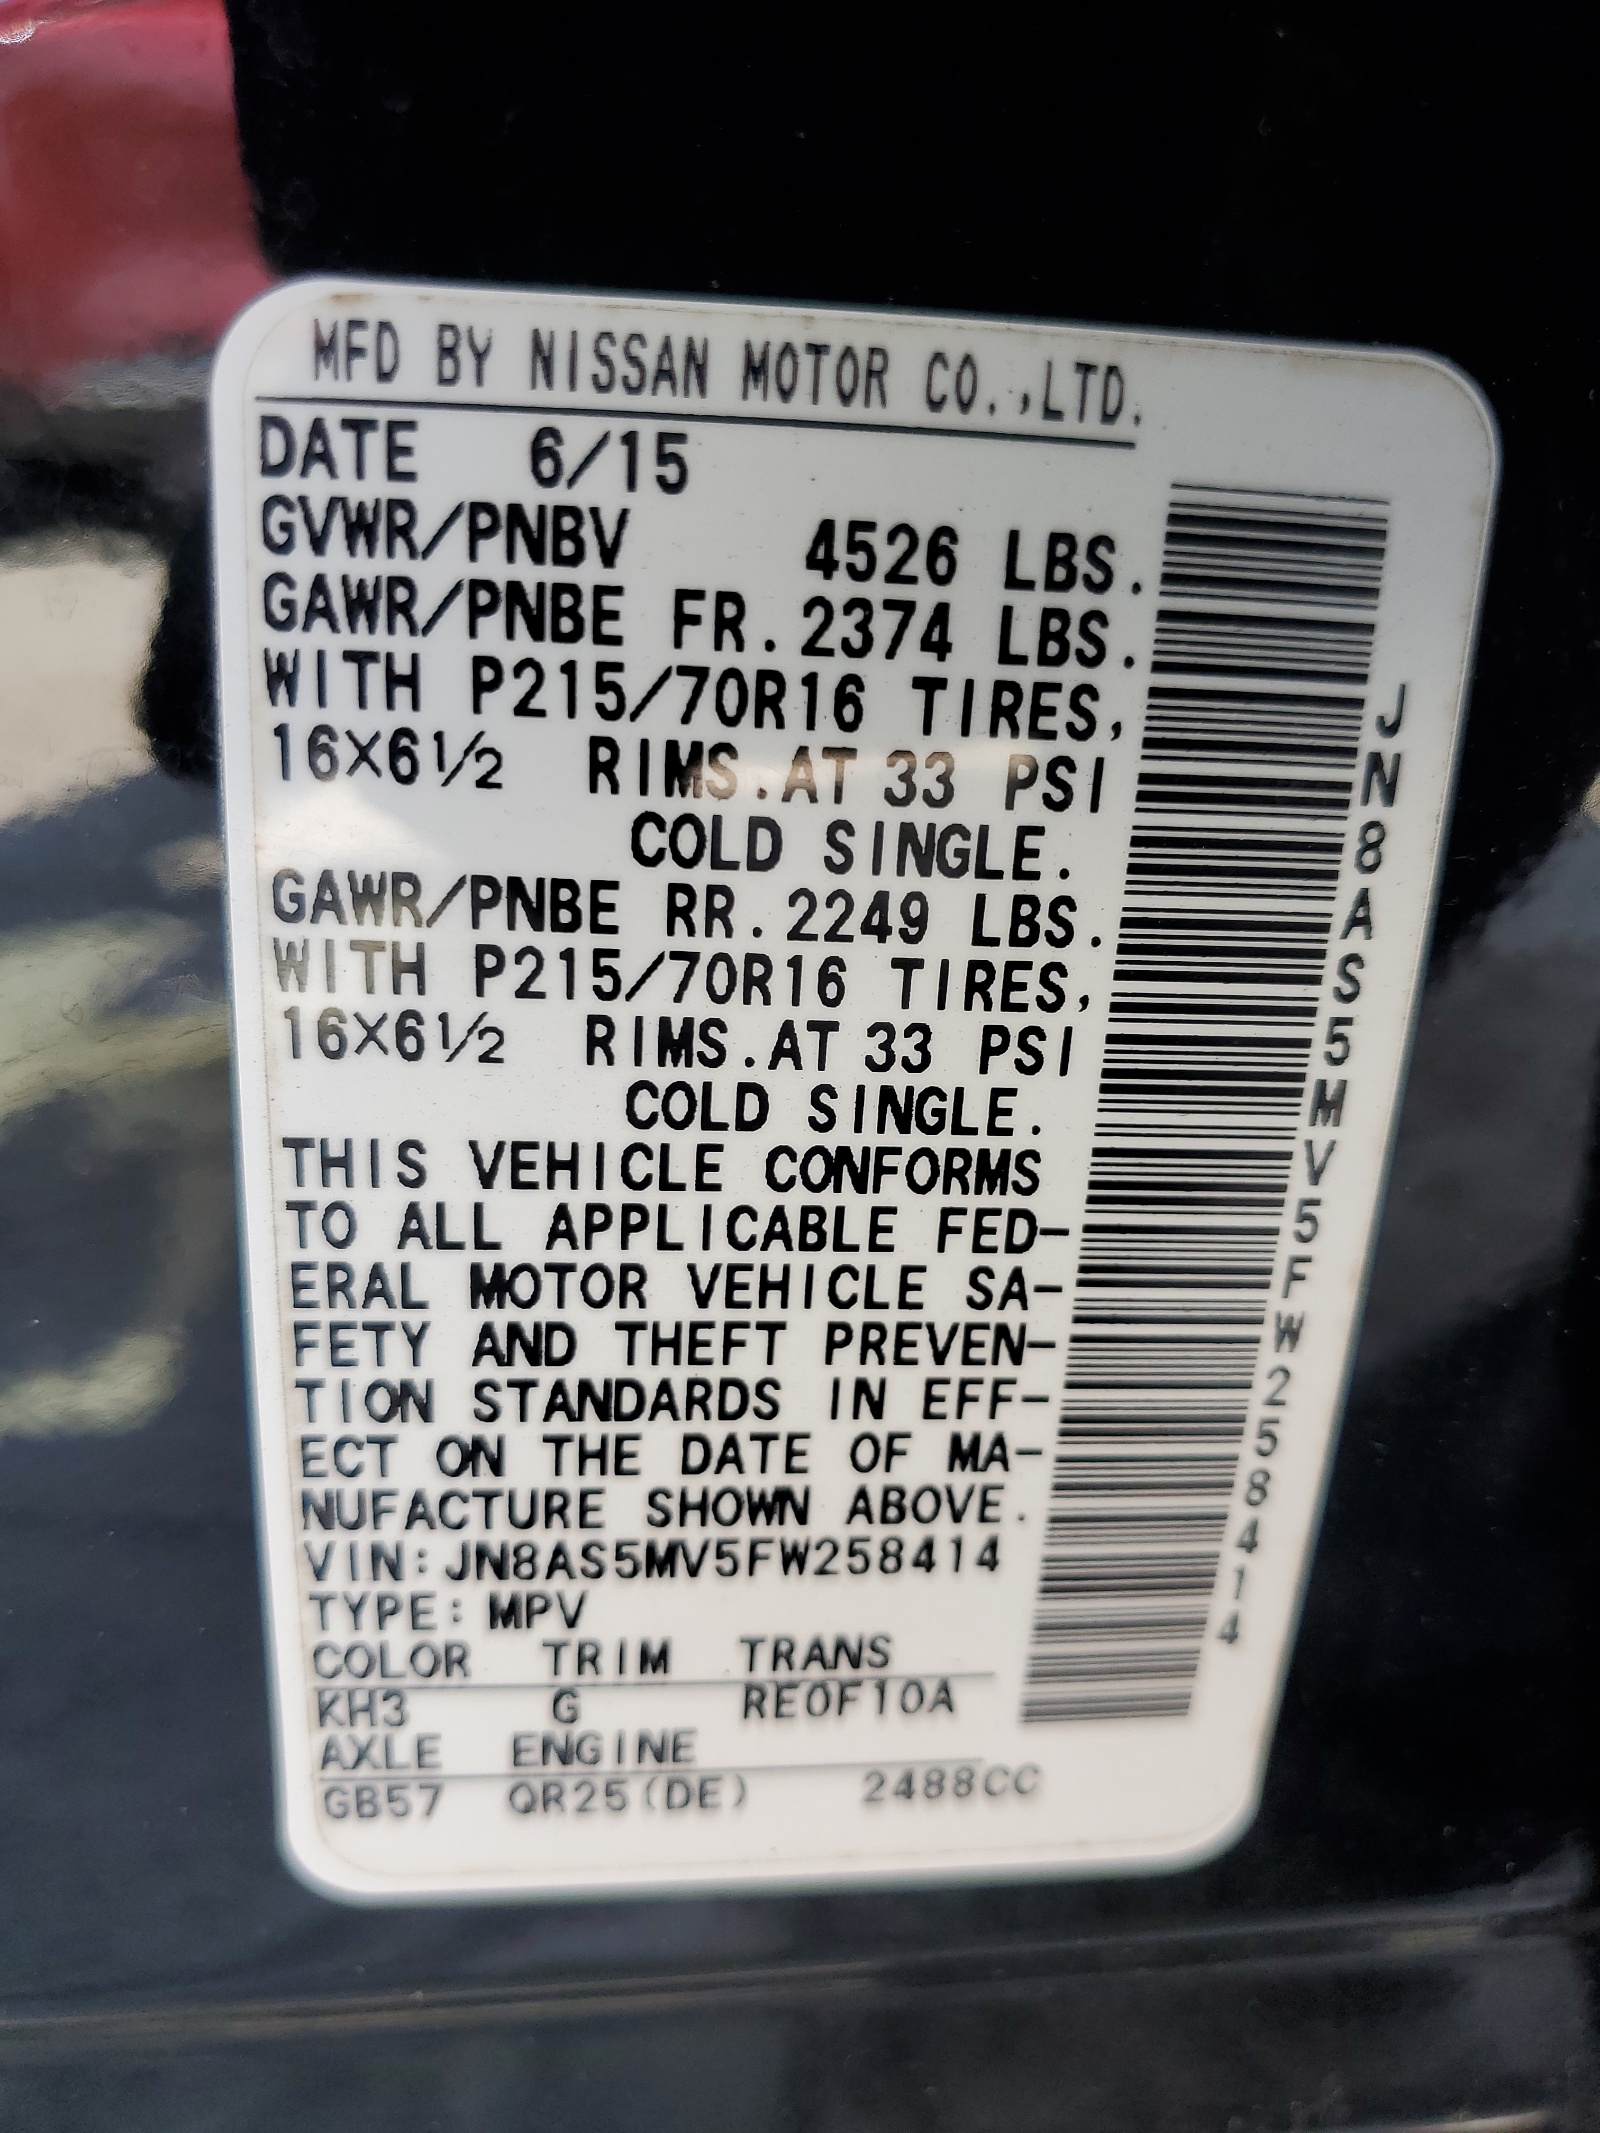 MFD BY NISSAN MOTOR CO.,LTD.
DATE 6/15
GVWR/PNBV 4526 LBS.
GAWR/PNBE FR.2374 LBS.
WITH P215/70R16 TIRES,
16X6½ RIMS.AT 33 PSI
COLD SINGLE.
GAWR/PNBE RR.2249 LBS.
WITH P215/70R16 TIRES,
16X6½ RIMS.AT 33 PSI
COLD SINGLE.
THIS VEHICLE CONFORMS
TO ALL APPLICABLE FED-
ERAL MOTOR VEHICLE SA-
FETY AND THEFT PREVEN-
TION STANDARDS IN EFF-
ECT ON THE DATE OF MA-
NUFACTURE SHOWN ABOVE.
VIN:JN8AS5MV5FW258414
TYPE:MPV
COLOR TRIM TRANS
KH3 G RE0F10A
AXLE ENGINE
GB57 QR25(DE) 2488CC
JN8AS5MV5FW258414